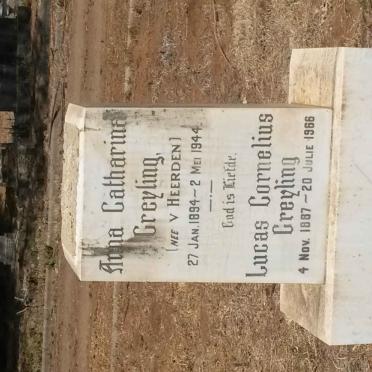 Anna Catharina
Greyling,
(NEE V HEERDEN)
27 JAN. 1894 – 2 MEI 1944
God is Liefde.
Lucas Cornelius
Greyling
4 NOV. 1887 – 20 JULIE 1966